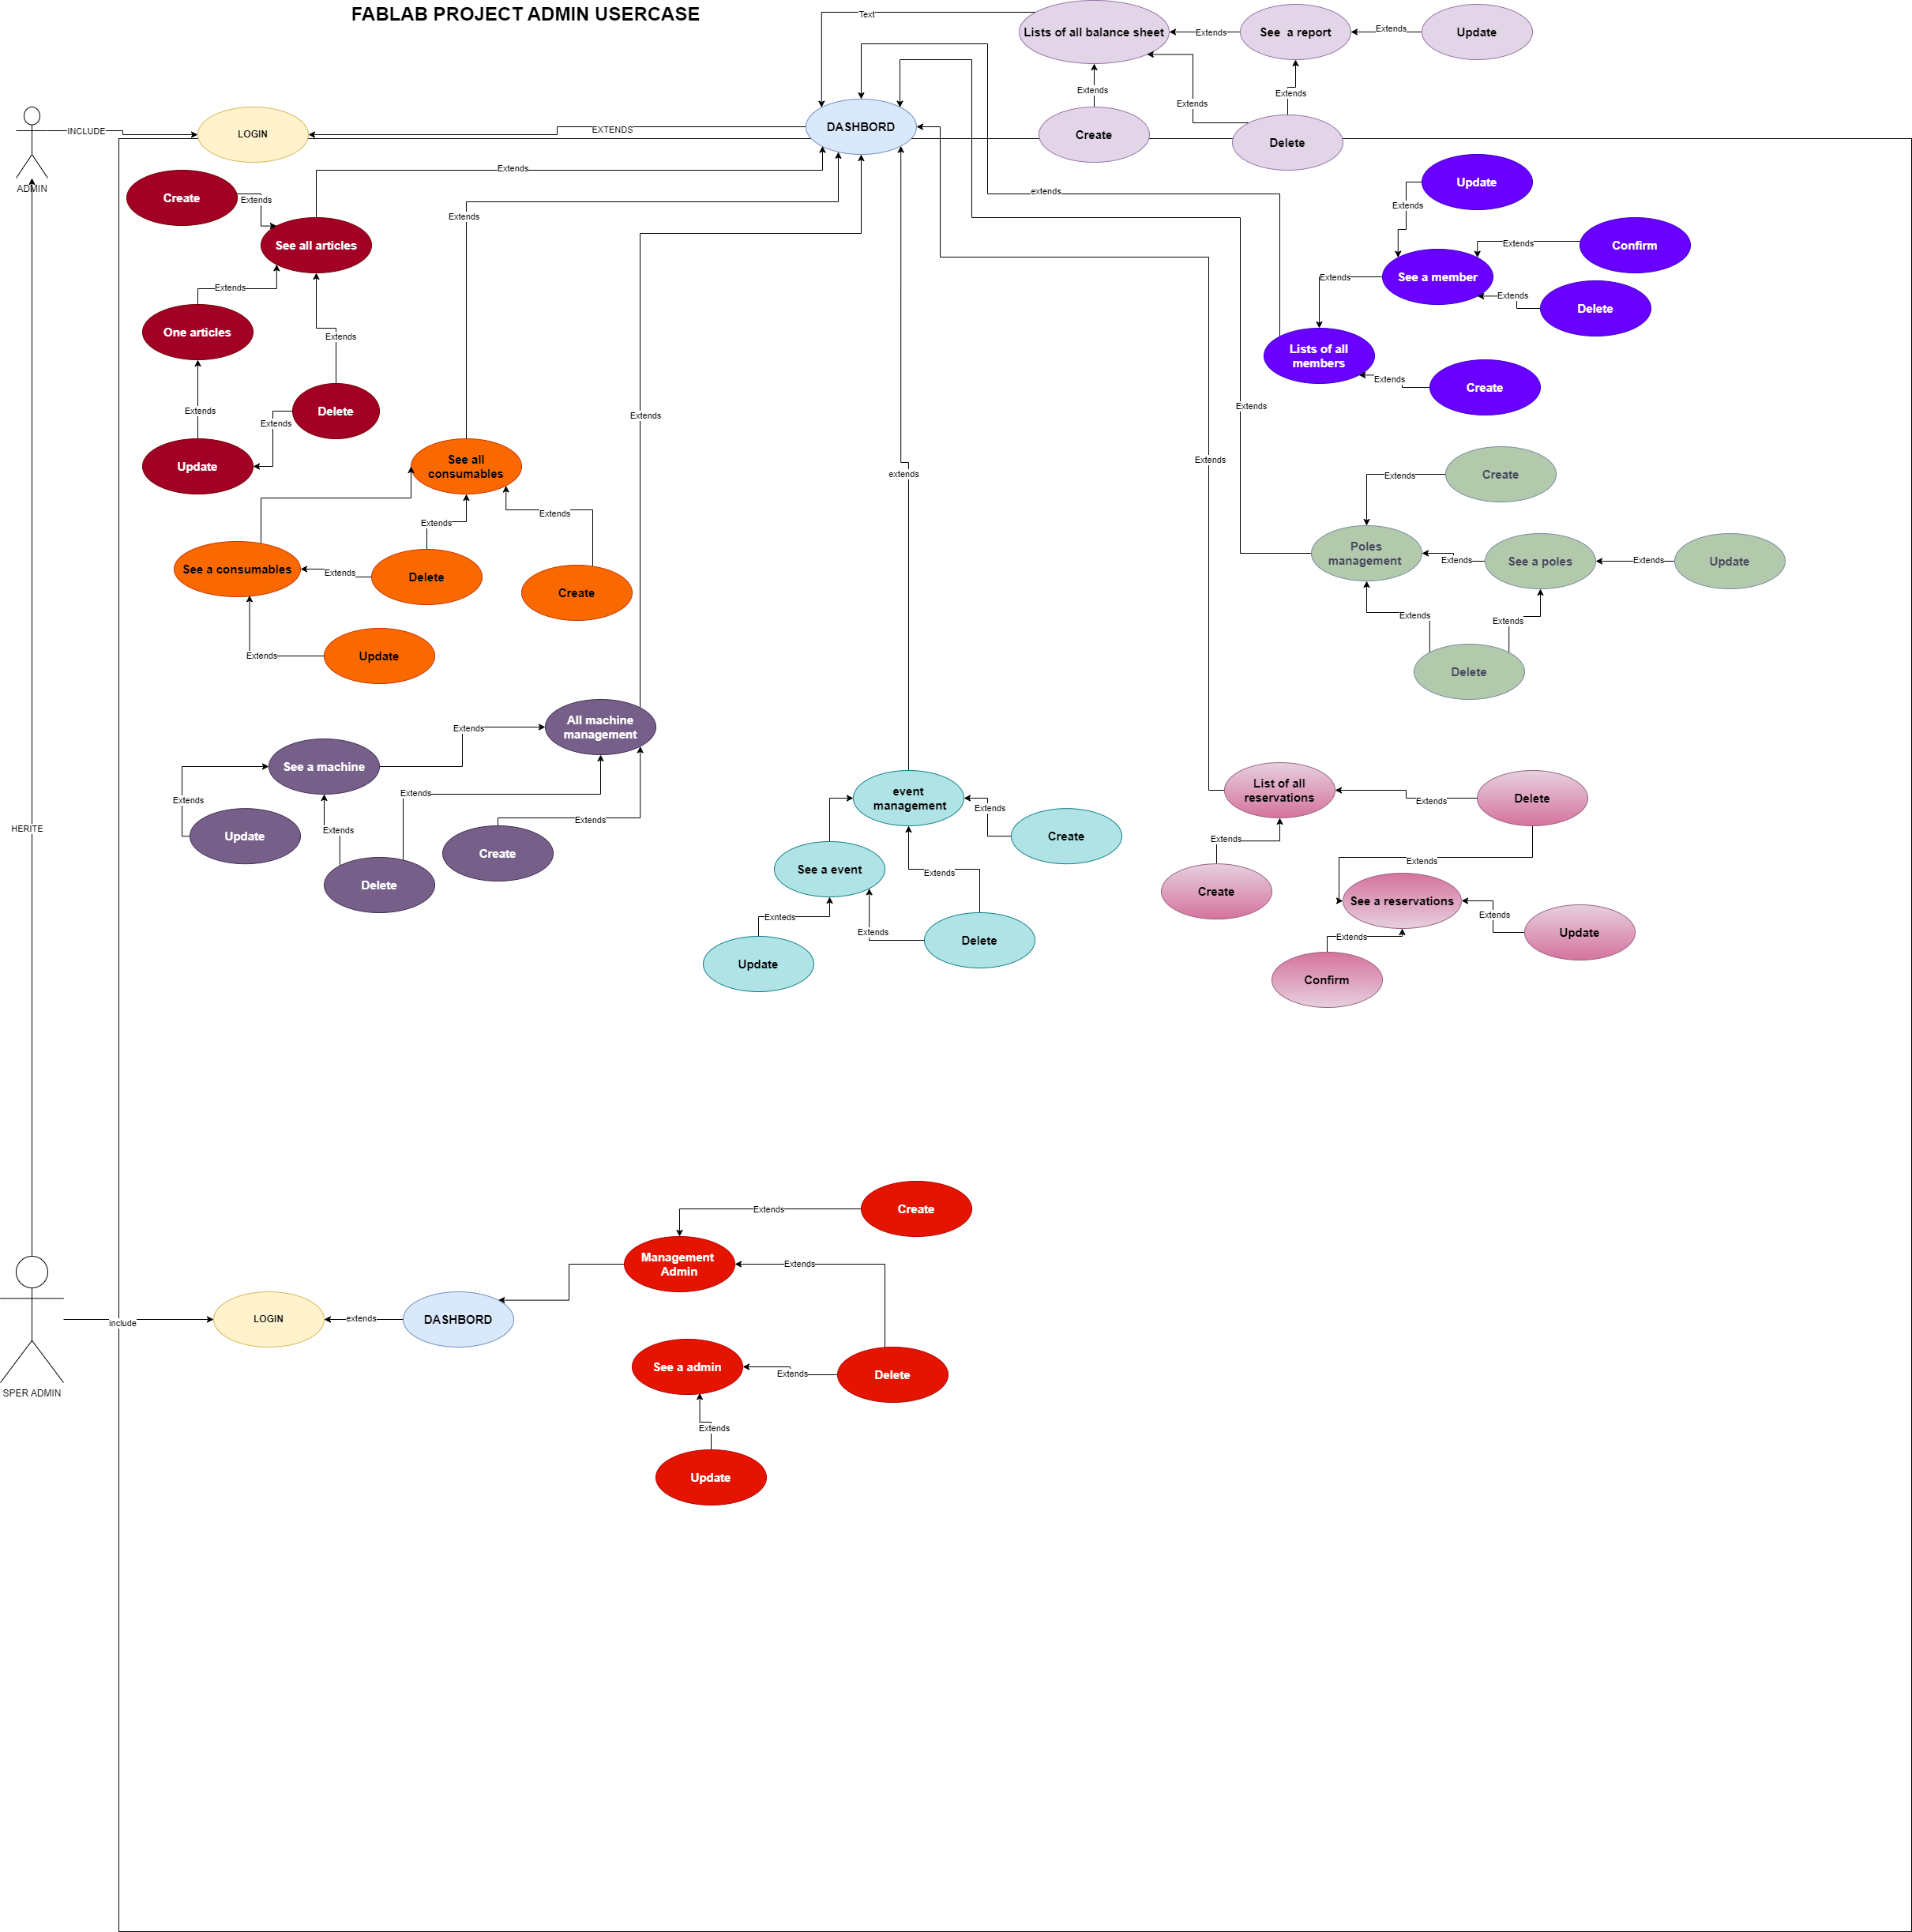 FABLAB PROJECT ADMIN USERCASE
Text
Lists of all balance sheet
Extends
See  a report
Extends
Update
Extends
Extends
Extends
Create
Delete
ADMIN
INCLUDE
LOGIN
EXTENDS
DASHBORD
Create
Extends
Extends
See all articles
Extends
One articles
Extends
Extends
Delete
Extends
Update
Extends
See all
consumables
Extends
Extends
See a consumables
Extends
Delete
Create
Extends
Update
Extends
All machine
management
Extends
See a machine
Extends
Update
Extends
Extends
Delete
Extends
Create
extends
event
management
Extends
Create
See a event
Extends
Exnteds
Extends
Update
Delete
extends
Update
Extends
Confirm
Extends
See a member
Extends
Delete
Extends
Lists of all
members
Extends
Create
Extends
Create
Extends
Poles
management
Extends
See a poles
Extends
Update
Extends
Extends
Delete
Extends
List of all
reservations
Extends
Delete
Extends
Create
Extends
See a reservations
Extends
Update
Extends
Confirm
HERITE
SPER ADMIN
include
LOGIN
extends
DASHBORD
Management
Admin
Extends
Create
Extends
See a admin
Extends
Delete
Extends
Update